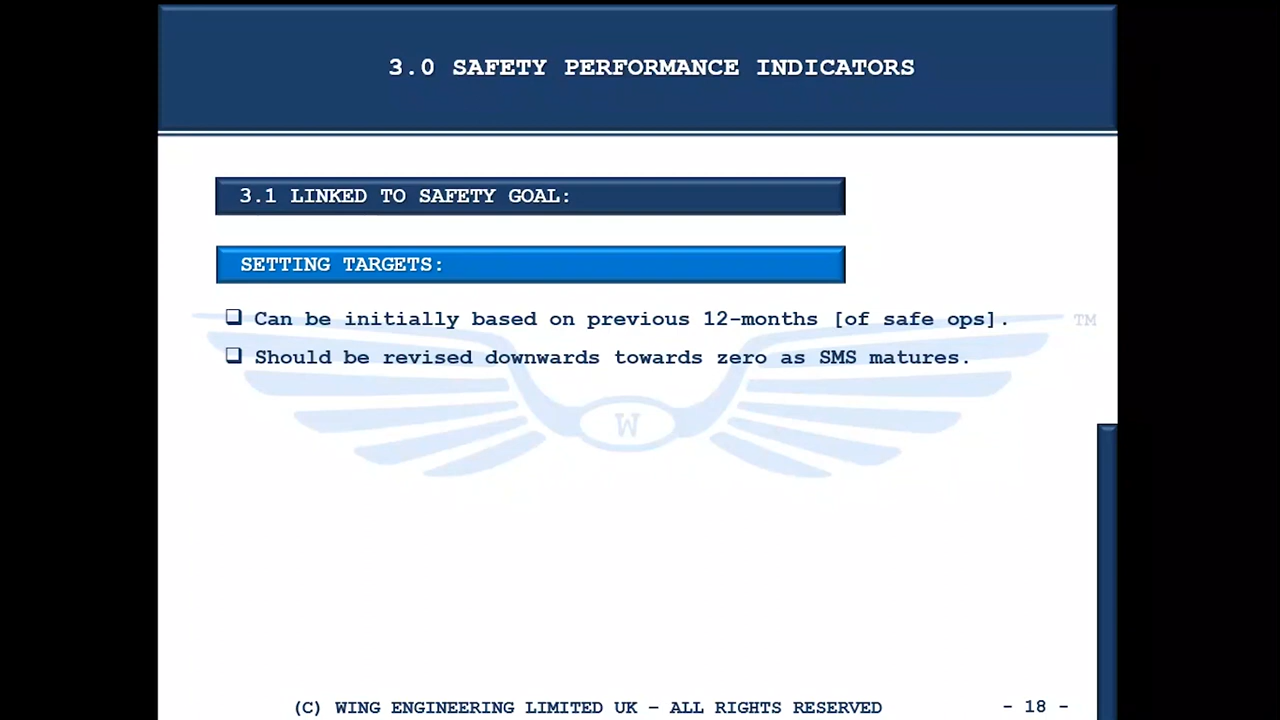 3.0 SAFETY PERFORMANCE INDICATORS
3.1 LINKED TO SAFETY GOAL:
SETTING TARGETS:
Can be initially based on previous 12-months [of safe ops].
TM
Should be revised downwards towards zero as SMS matures.
W
(C) WING ENGINEERING LIMITED UK – ALL RIGHTS RESERVED
- 18 -